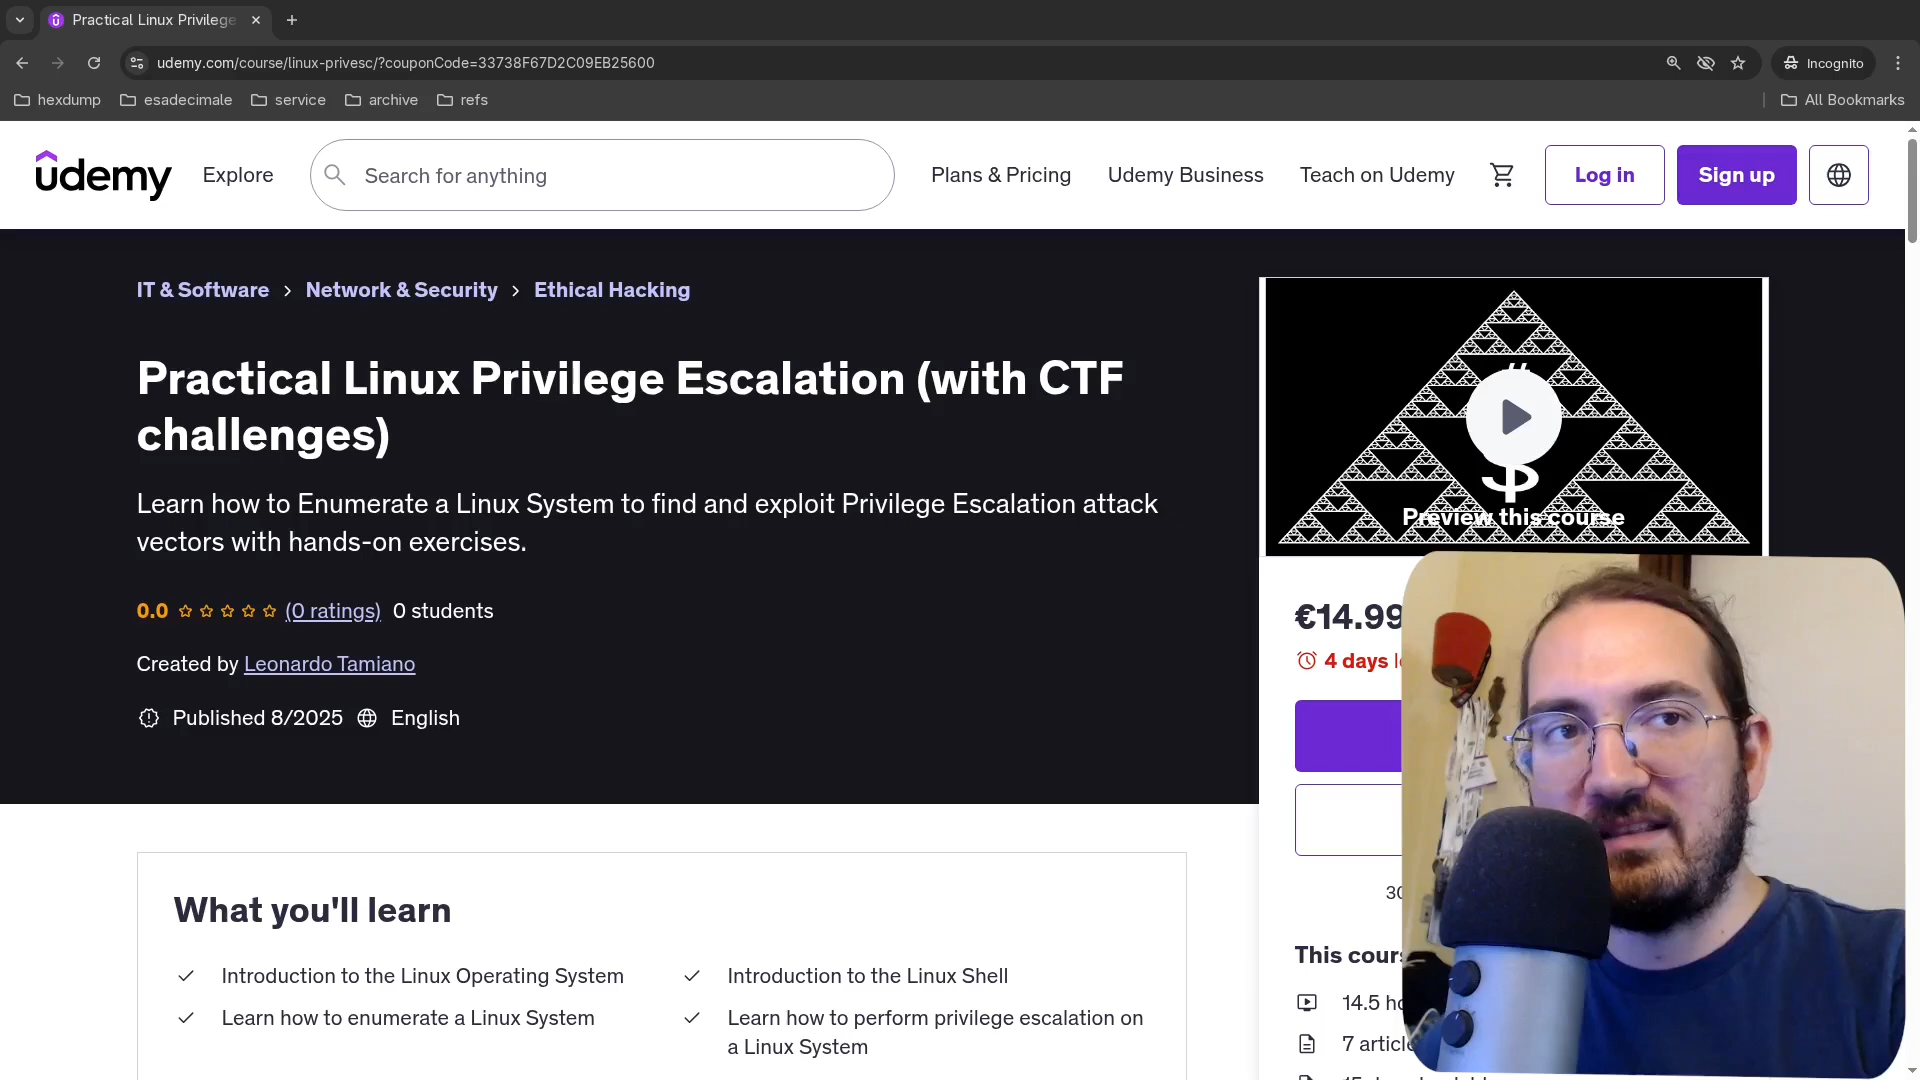 Practical Linux Privilege
udemy.com/course/linux-privesc/?couponCode=33738F67D2C09EB25600
Incognito
hexdump
esadecimale
service
archive
refs
All Bookmarks
udemy
Explore
Search for anything
Plans & Pricing
Udemy Business
Teach on Udemy
Log in
Sign up
IT & Software
Network & Security
Ethical Hacking
Practical Linux Privilege Escalation (with CTF
challenges)
Learn how to Enumerate a Linux System to find and exploit Privilege Escalation attack
vectors with hands-on exercises.
0.0
(0 ratings)
0 students
Created by Leonardo Tamiano
Published 8/2025
English
#
$
Preview this course
€14.99
4 days
30
This
14.5
7
What you'll learn
Introduction to the Linux Operating System
Introduction to the Linux Shell
Learn how to enumerate a Linux System
Learn how to perform privilege escalation on
a Linux System